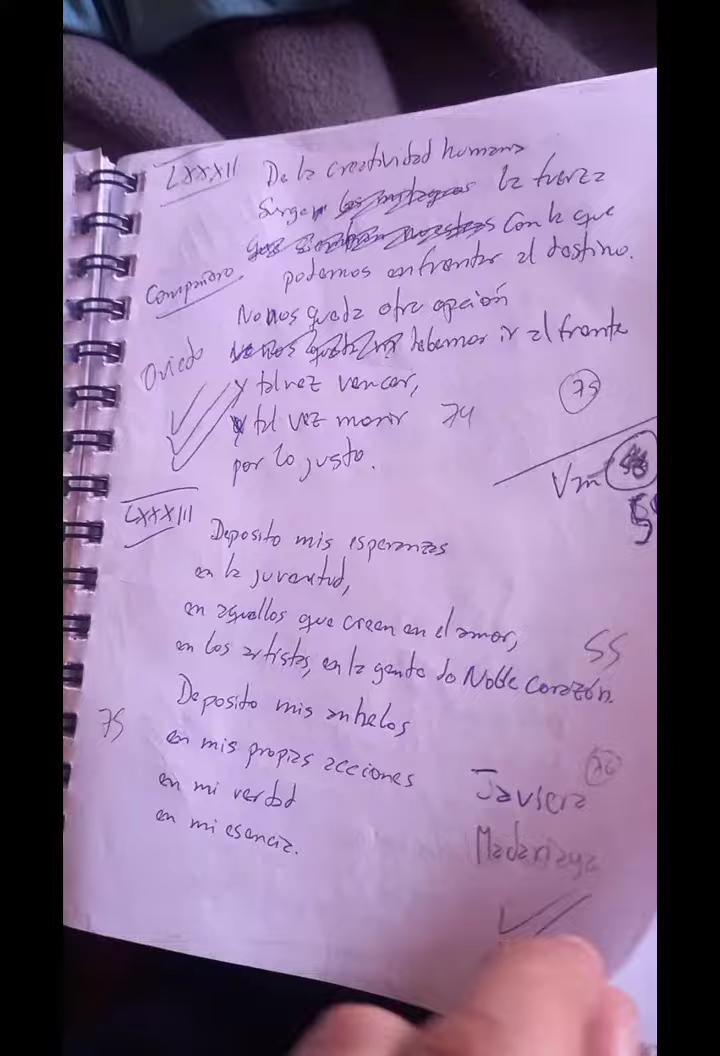 LXXXII De la creatividad humana
Surgen la fuerza
con la que
Compañero podemos enfrentar el destino.
No nos queda otra opción
Oviedo debemos ir al frente
y tal vez vencer, 75
y tal vez morir 74
por lo justo.
Vm
LXXXIII
Deposito mis esperanzas
en la juventud,
en aquellos que creen en el amor,
en los artistas, en la gente de Noble corazón. 55
Deposito mis anhelos
75 en mis propias acciones
en mi verdad
en mi esencia.
Javiera
Madariaga